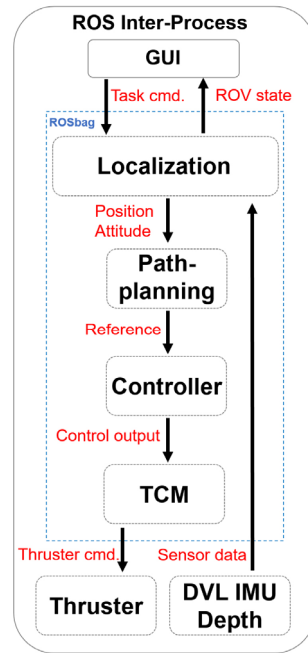 ROS Inter-Process
GUI
Task cmd.
ROV state
ROSbag
Localization
Position
Attitude
Path-
planning
Reference
Controller
Control output
TCM
Thruster cmd.
Sensor data
Thruster
DVL IMU
Depth